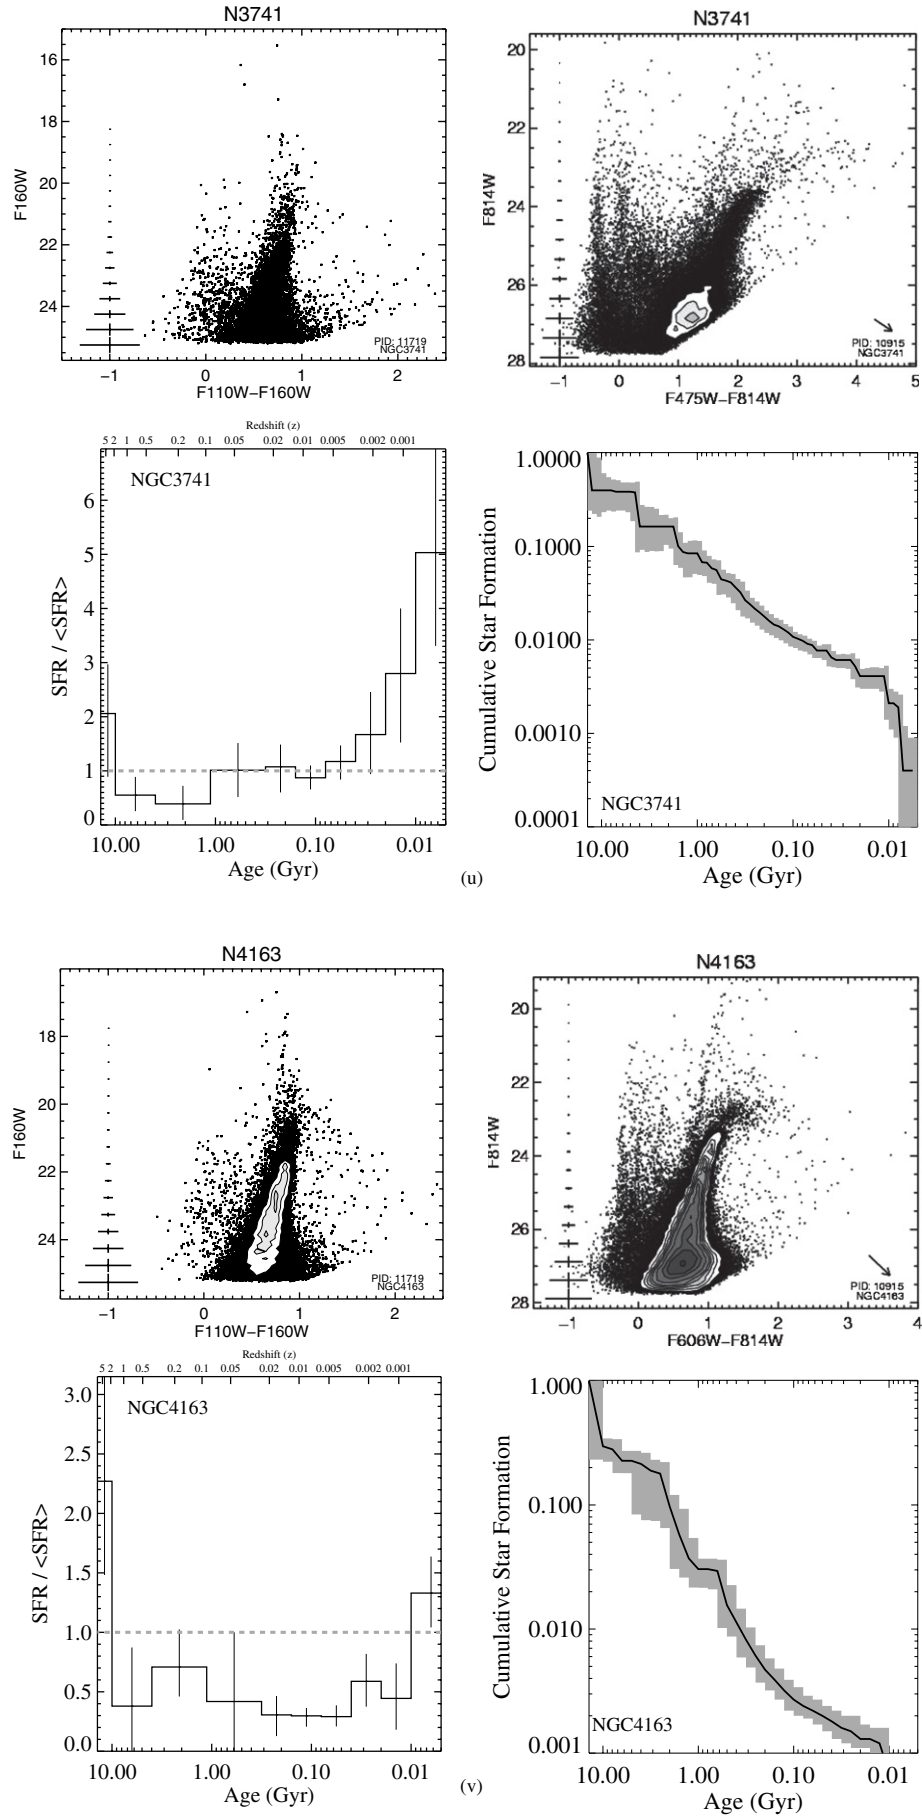 N3741
16
18
20
22
24
F160W
-1 0 1 2
F110W-F160W
PID: 11719
NGC3741
N3741
20
22
24
26
28
F814W
-1 0 1 2 3 4 5
F475W-F814W
PID: 10915
NGC3741
Redshift (z)
5 2 1 0.5 0.2 0.1 0.05 0.02 0.01 0.005 0.002 0.001
NGC3741
6
5
4
3
2
1
0
SFR / <SFR>
10.00 1.00 0.10 0.01
Age (Gyr)
1.0000
0.1000
0.0100
0.0010
0.0001
Cumulative Star Formation
NGC3741
10.00 1.00 0.10 0.01
Age (Gyr)
(u)
N4163
18
20
22
24
F160W
-1 0 1 2
F110W-F160W
PID: 11719
NGC4163
N4163
20
22
24
26
28
F814W
-1 0 1 2 3 4
F606W-F814W
PID: 10915
NGC4163
Redshift (z)
5 2 1 0.5 0.2 0.1 0.05 0.02 0.01 0.005 0.002 0.001
NGC4163
3.0
2.5
2.0
1.5
1.0
0.5
0.0
SFR / <SFR>
10.00 1.00 0.10 0.01
Age (Gyr)
1.000
0.100
0.010
0.001
Cumulative Star Formation
NGC4163
10.00 1.00 0.10 0.01
Age (Gyr)
(v)